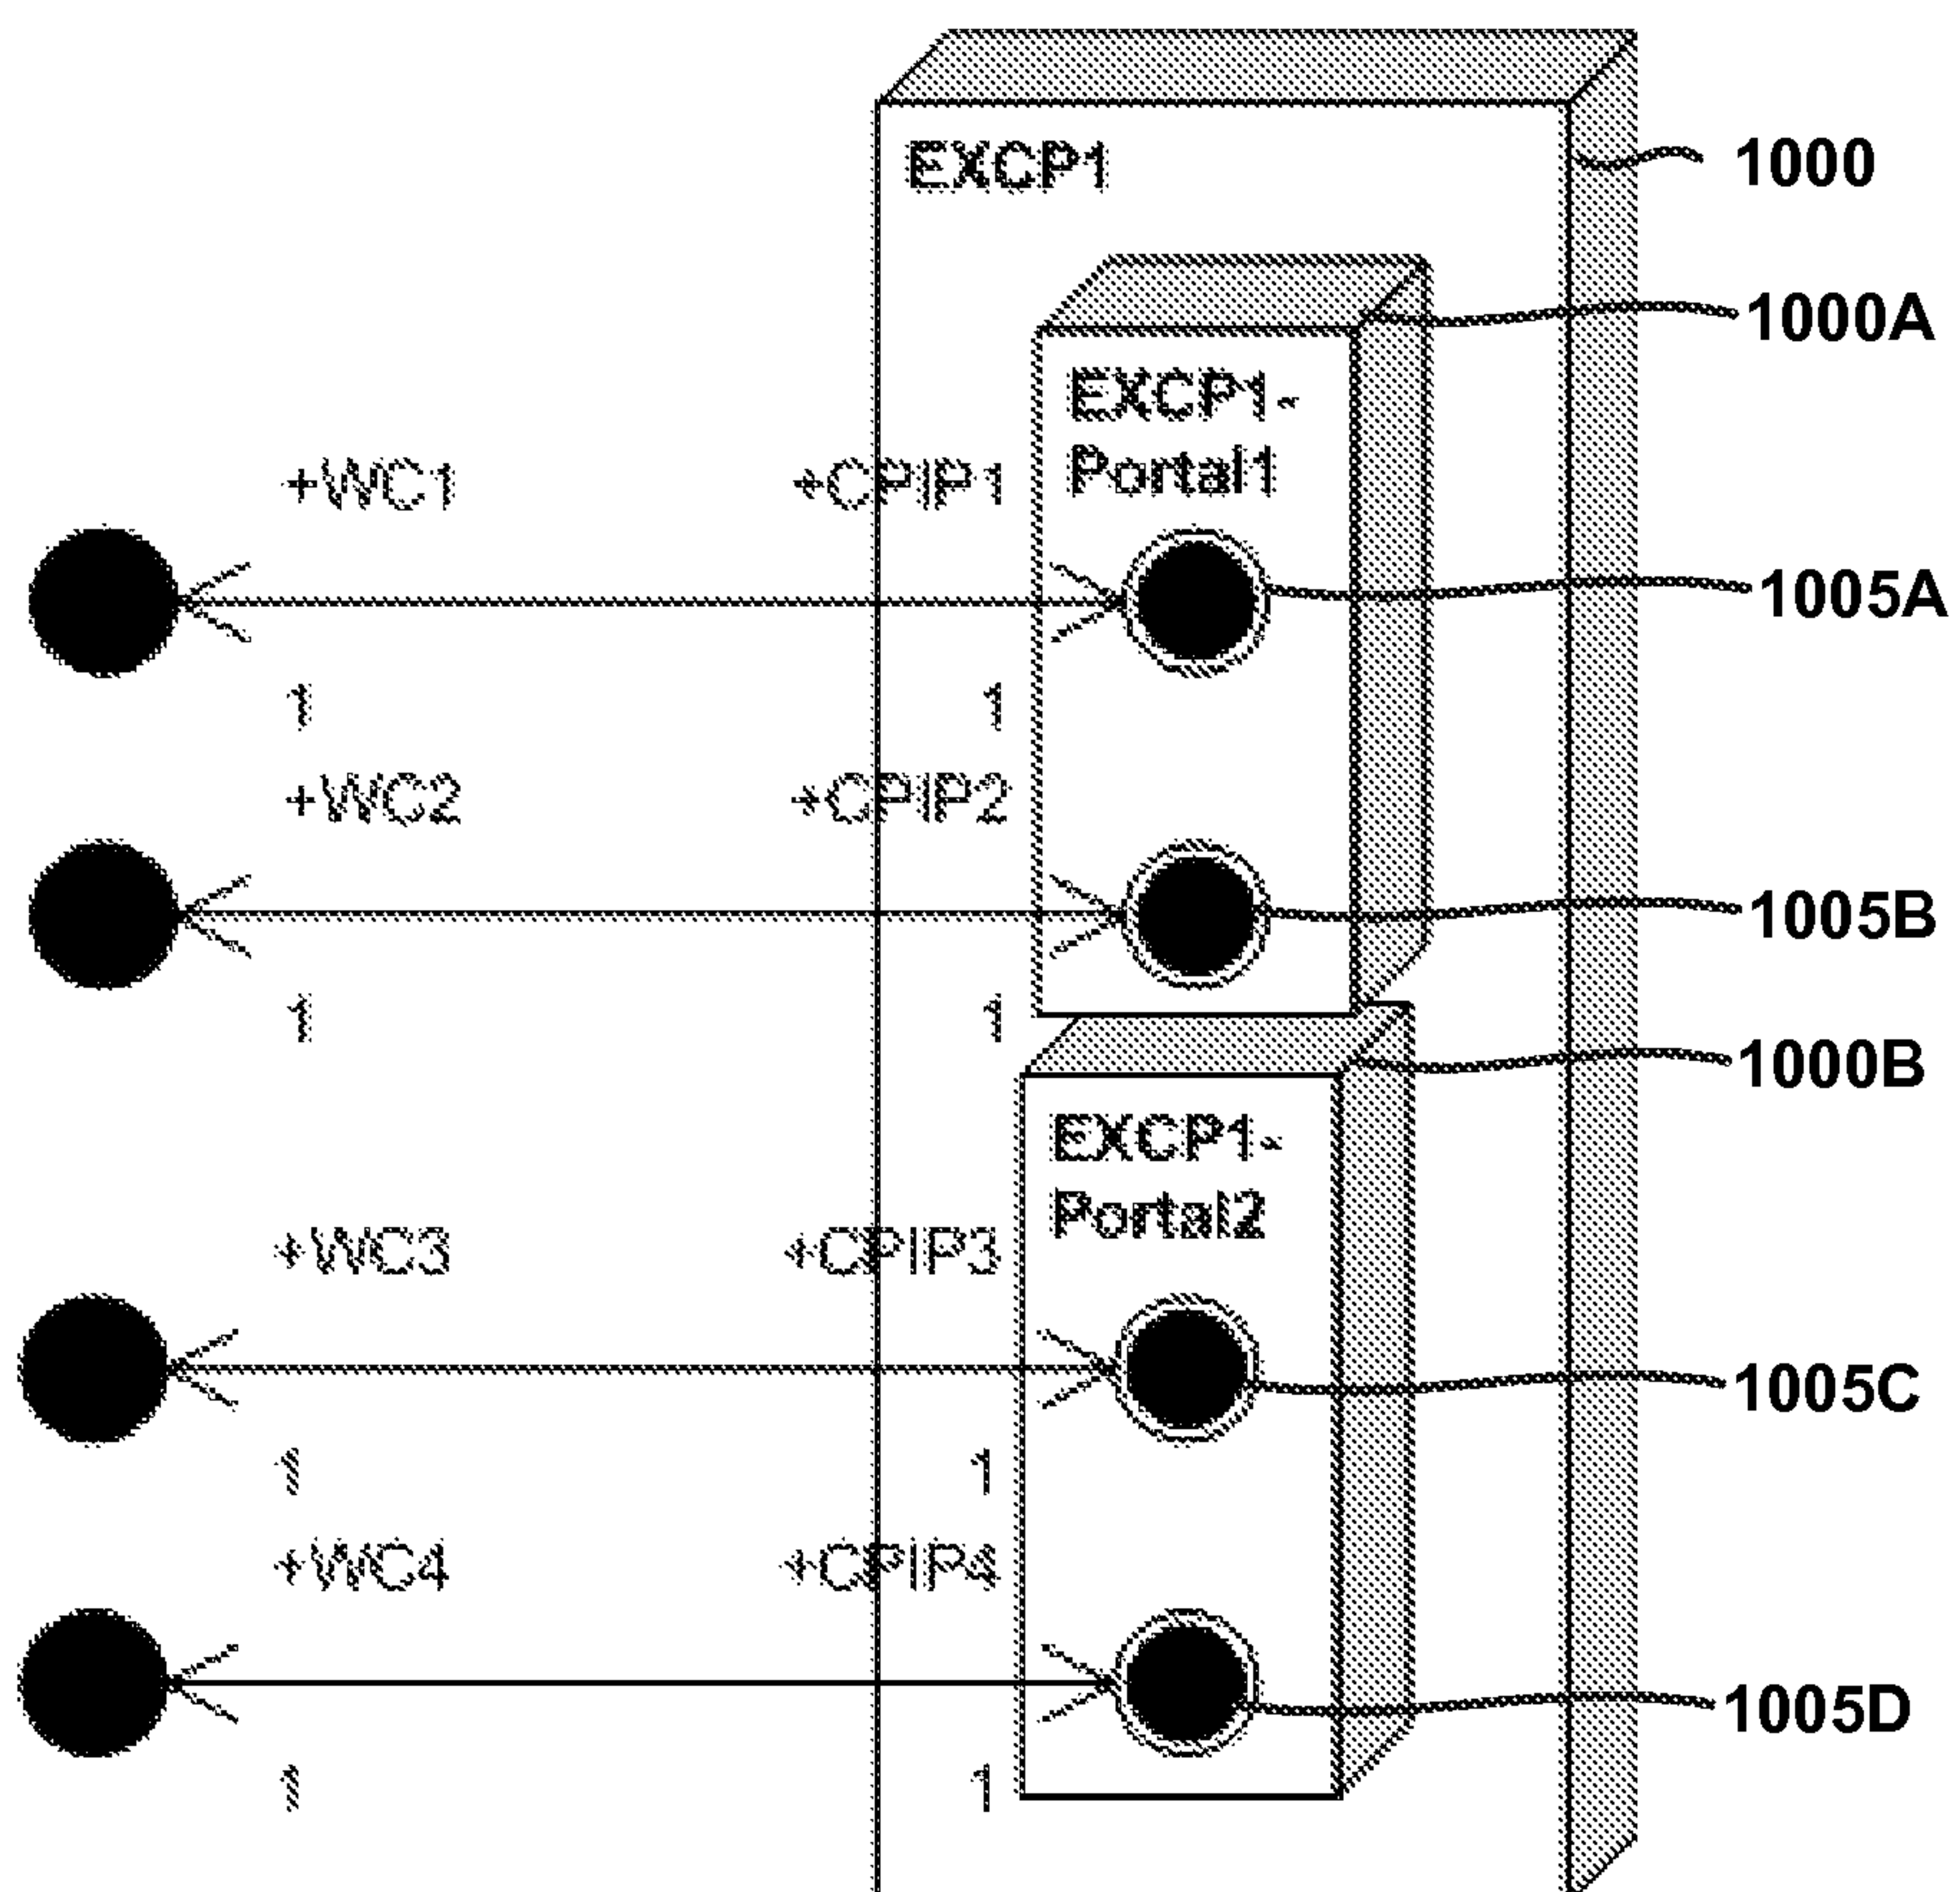 EXCP1
1000
1000A
EXCP1-
Portal1
+WC1 +CPIP1
1005A
1 1
+WC2 +CPIP2
1005B
1 1
1000B
EXCP1-
Portal2
+WC3 +CPIP3
1005C
1 1
+WC4 +CPIP4
1005D
1 1